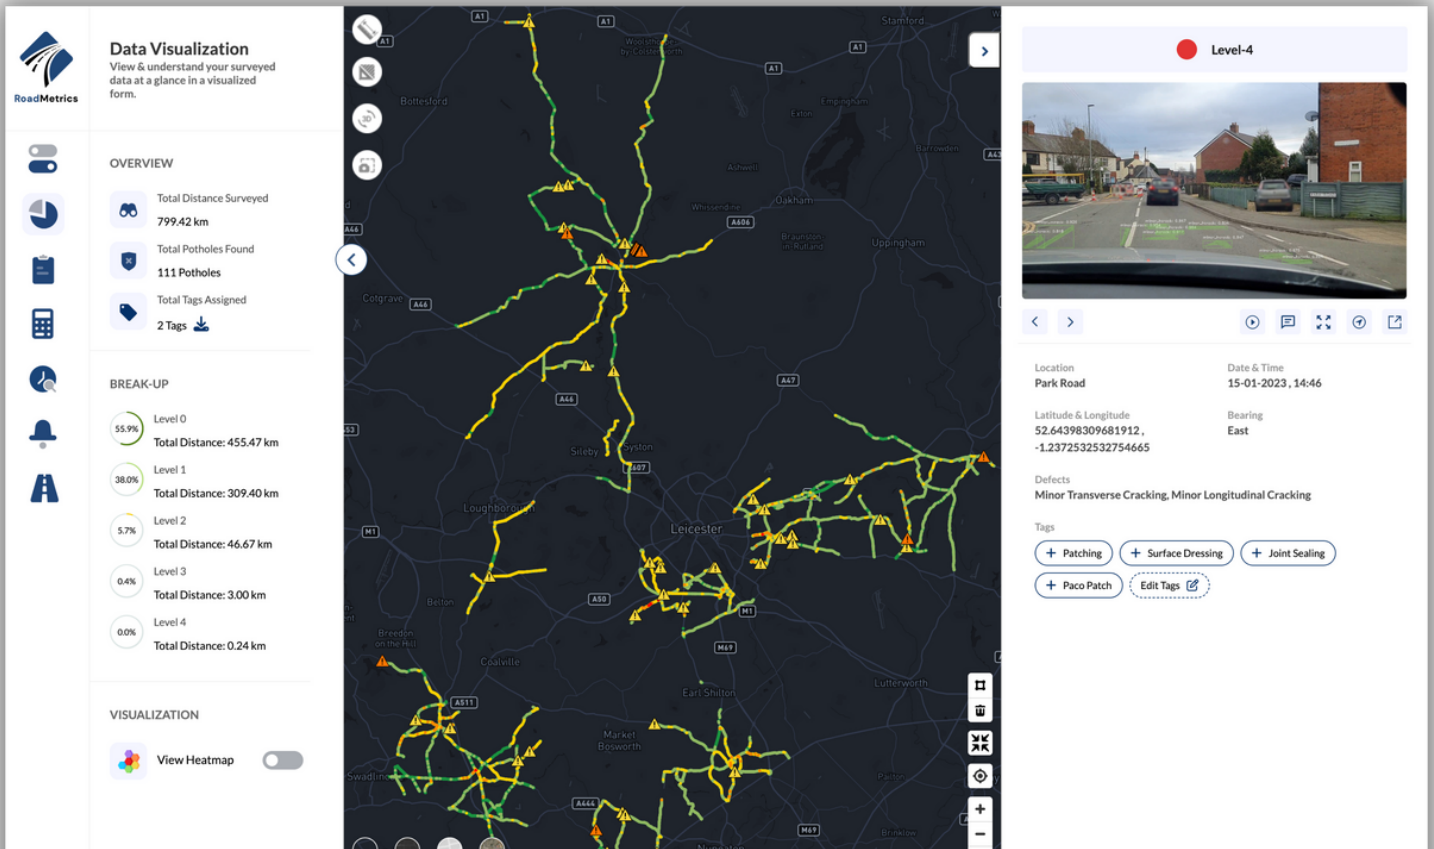 RoadMetrics
Data Visualization
View & understand your surveyed
data at a glance in a visualized
form.
OVERVIEW
Total Distance Surveyed
799.42 km
Total Potholes Found
111 Potholes
Total Tags Assigned
2 Tags
BREAK-UP
55.9%
Level 0
Total Distance: 455.47 km
38.0%
Level 1
Total Distance: 309.40 km
5.7%
Level 2
Total Distance: 46.67 km
0.4%
Level 3
Total Distance: 3.00 km
0.0%
Level 4
Total Distance: 0.24 km
VISUALIZATION
View Heatmap
A1
A1
A1
Stamford
A1
A1
3D
Bottesford
Empingham
Exton
Barrowden
A43
Ashwell
Oakham
Whissendine
A606
A46
Braunston-
in-Rutland
Uppingham
Cotgrave
A46
A47
A46
Sileby
Syston
A607
Loughborough
M1
Leicester
A50
Belton
M1
Breedon
on the Hill
M69
Coalville
Earl Shilton
Lutterworth
A511
Market
Bosworth
Swadlin
Pailton
A444
M69
Brinklow
Level-4
Location
Park Road
Date & Time
15-01-2023 , 14:46
Latitude & Longitude
52.64398309681912 ,
-1.2372532532754665
Bearing
East
Defects
Minor Transverse Cracking, Minor Longitudinal Cracking
Tags
+ Patching
+ Surface Dressing
+ Joint Sealing
+ Paco Patch
Edit Tags